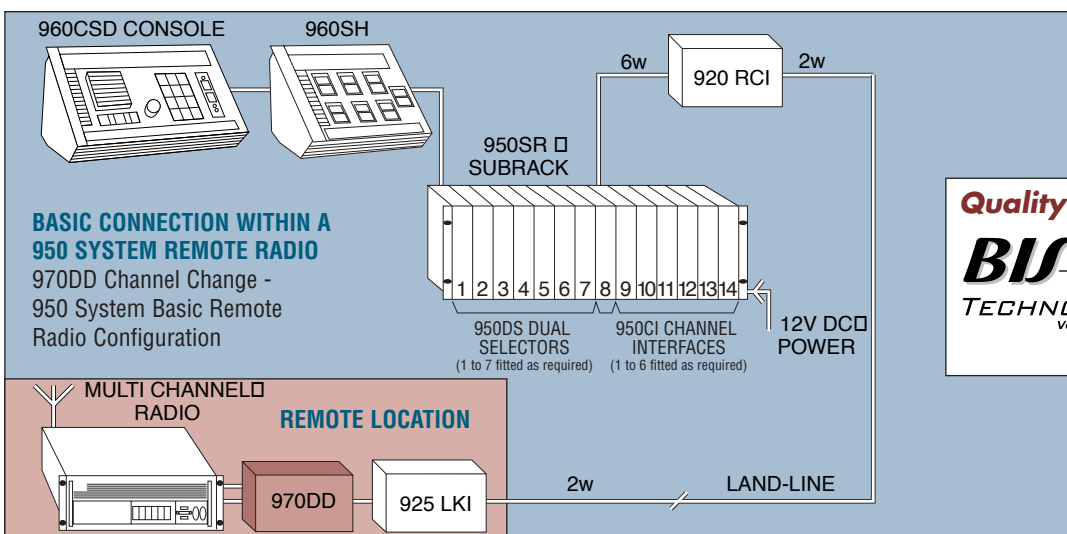 960CSD CONSOLE
960SH
6w
920 RCI
2w
950SR
SUBRACK
BASIC CONNECTION WITHIN A
950 SYSTEM REMOTE RADIO
970DD Channel Change -
950 System Basic Remote
Radio Configuration
1 2 3 4 5 6 7 8 9 10 11 12 13 14
950DS DUAL
SELECTORS
(1 to 7 fitted as required)
950CI CHANNEL
INTERFACES
(1 to 6 fitted as required)
12V DC
POWER
Quality
MULTI CHANNEL
RADIO
REMOTE LOCATION
970DD
925 LKI
2w
LAND-LINE